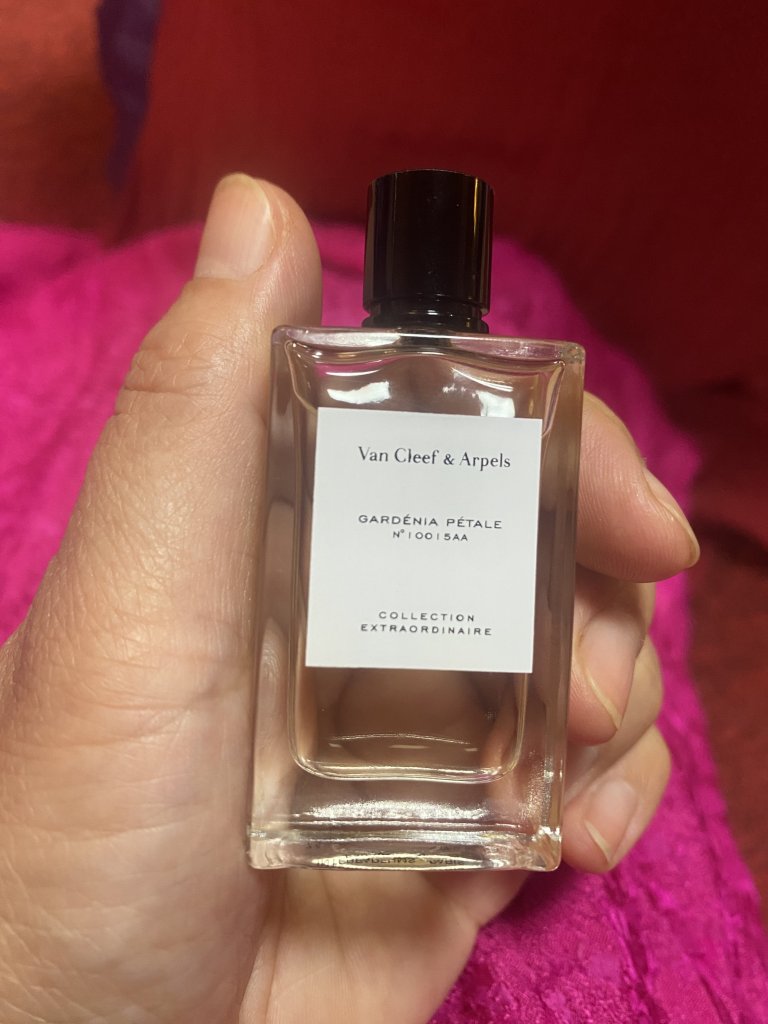 Van Cleef & Arpels
GARDÉNIA PÉTALE
N°10015AA
COLLECTION
EXTRAORDINAIRE